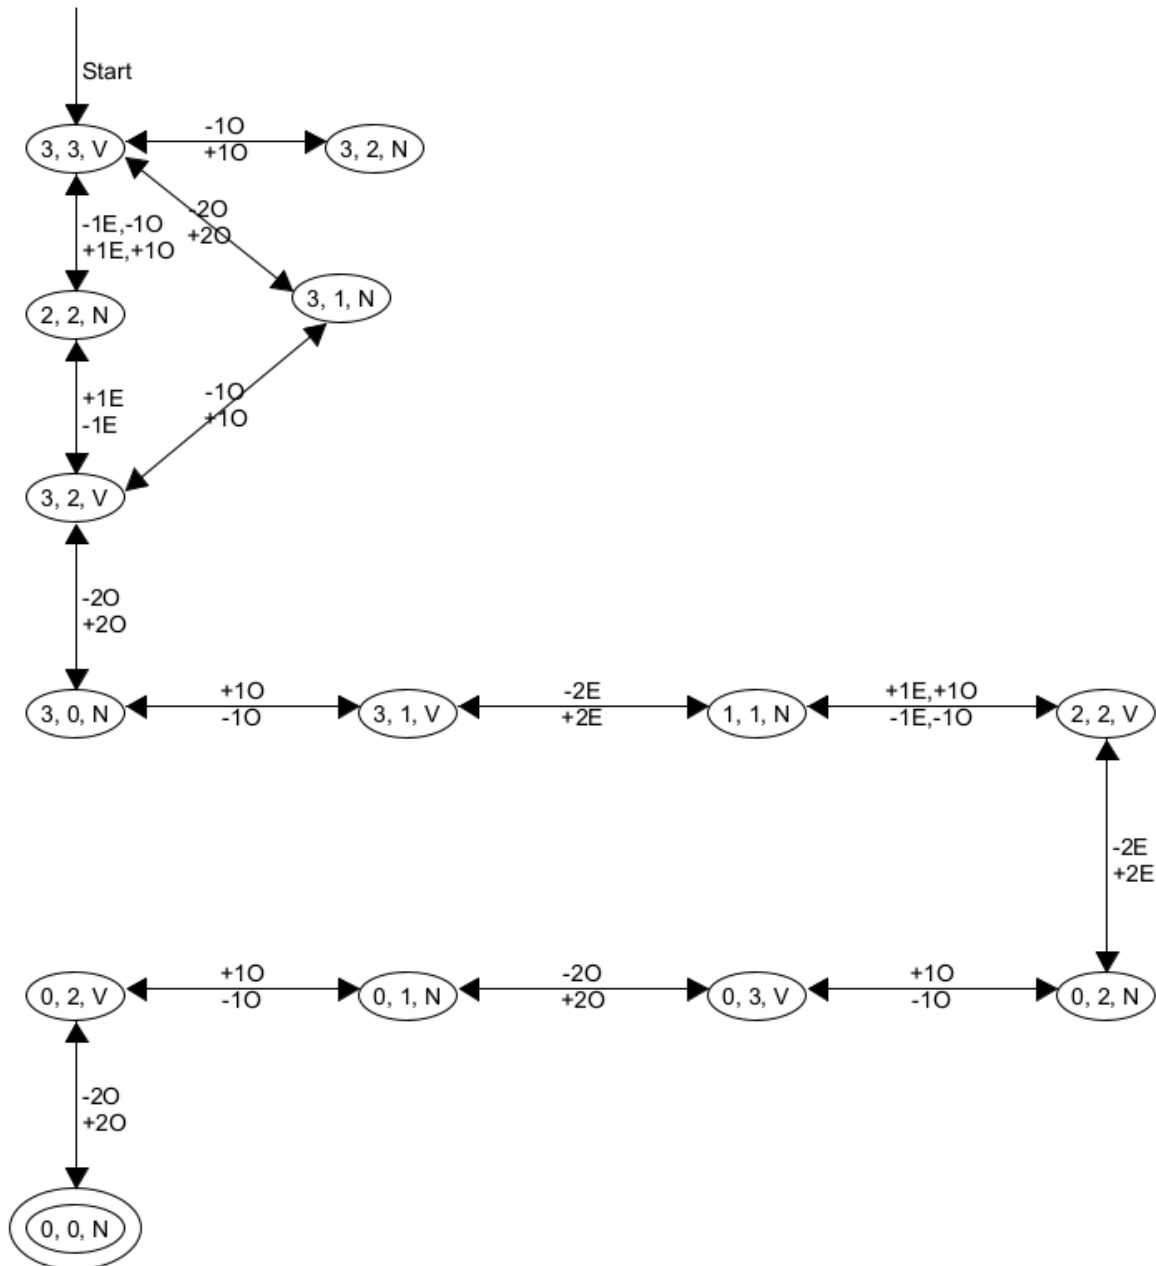 Start
3, 3, V
-1O
+1O
3, 2, N
-2O
+2O
-1E,-1O
+1E,+1O
3, 1, N
2, 2, N
-1O
+1O
+1E
-1E
3, 2, V
-2O
+2O
3, 0, N
+1O
-1O
3, 1, V
-2E
+2E
1, 1, N
+1E,+1O
-1E,-1O
2, 2, V
-2E
+2E
0, 2, V
+1O
-1O
0, 1, N
-2O
+2O
0, 3, V
+1O
-1O
0, 2, N
-2O
+2O
0, 0, N